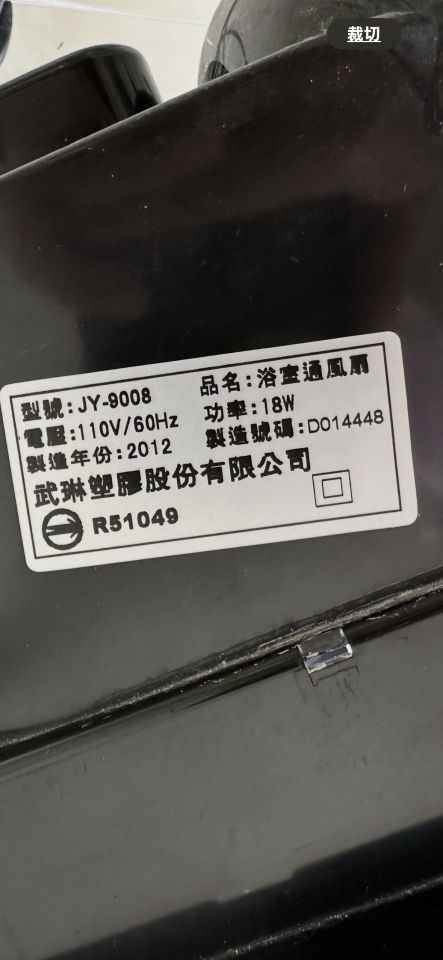 裁切
型號:JY-9008 品名:浴室通風扇
電壓:110V/60Hz 功率:18W
製造年份:2012 製造號碼:D014448
武琳塑膠股份有限公司
R51049